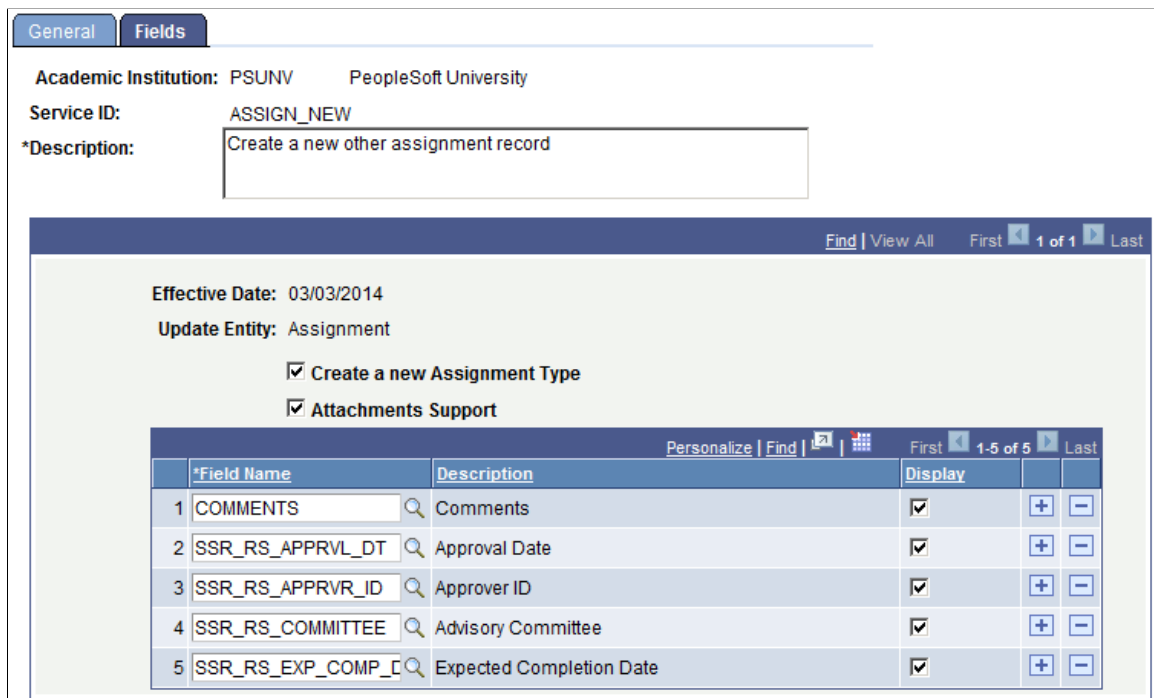 General Fields
Academic Institution: PSUNV PeopleSoft University
Service ID: ASSIGN_NEW
*Description: Create a new other assignment record
Find | View All First 1 of 1 Last
Effective Date: 03/03/2014
Update Entity: Assignment
Create a new Assignment Type
Attachments Support
Personalize | Find | | First 1-5 of 5 Last
*Field Name Description Display
1 COMMENTS Comments
2 SSR_RS_APPRVL_DT Approval Date
3 SSR_RS_APPRVR_ID Approver ID
4 SSR_RS_COMMITTEE Advisory Committee
5 SSR_RS_EXP_COMP_D Expected Completion Date